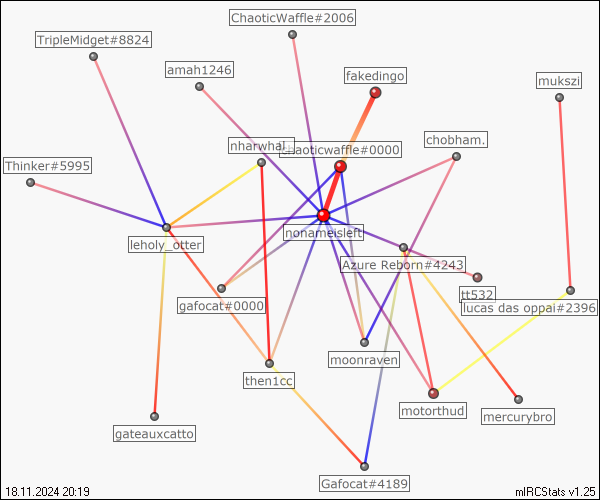 ChaoticWaffle#2006
TripleMidget#8824
amah1246
fakedingo
mukszi
chobham.
nharwhal_
chaoticwaffle#0000
Thinker#5995
nonameisleft
leholy_otter
Azure Reborn#4243
tt532
gafocat#0000
lucas das oppai#2396
moonraven
then1cc
motorthud
mercurybro
gateauxcatto
Gafocat#4189
18.11.2024 20:19
mIRCStats v1.25